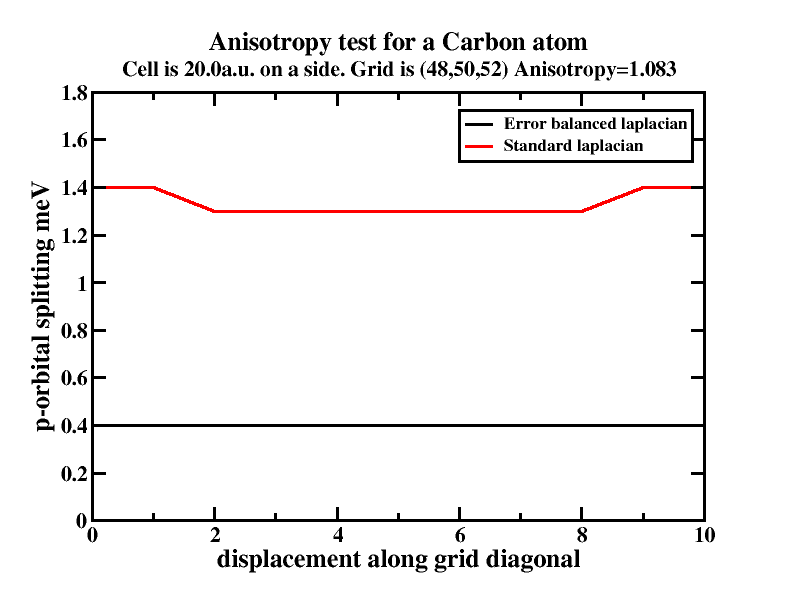 Anisotropy test for a Carbon atom
Cell is 20.0a.u. on a side. Grid is (48,50,52) Anisotropy=1.083
Error balanced laplacian
Standard laplacian
p-orbital splitting meV
1.8
1.6
1.4
1.2
1
0.8
0.6
0.4
0.2
0
0 2 4 6 8 10
displacement along grid diagonal